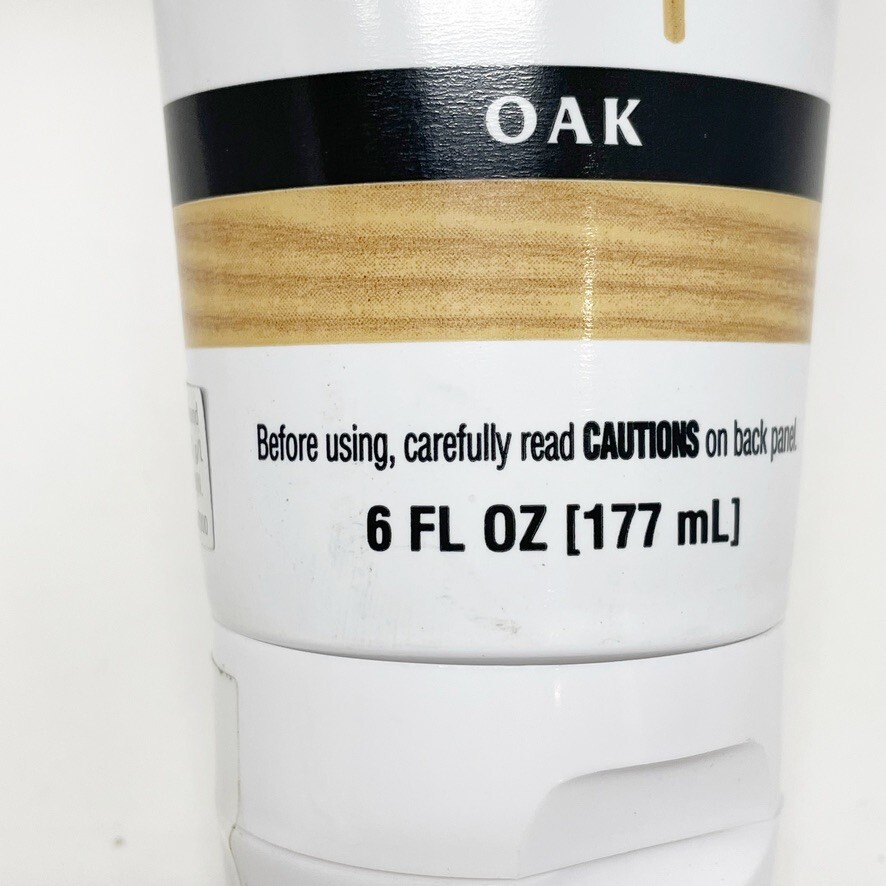 OAK
Before using, carefully read CAUTIONS on back panel.
6 FL OZ [177 mL]